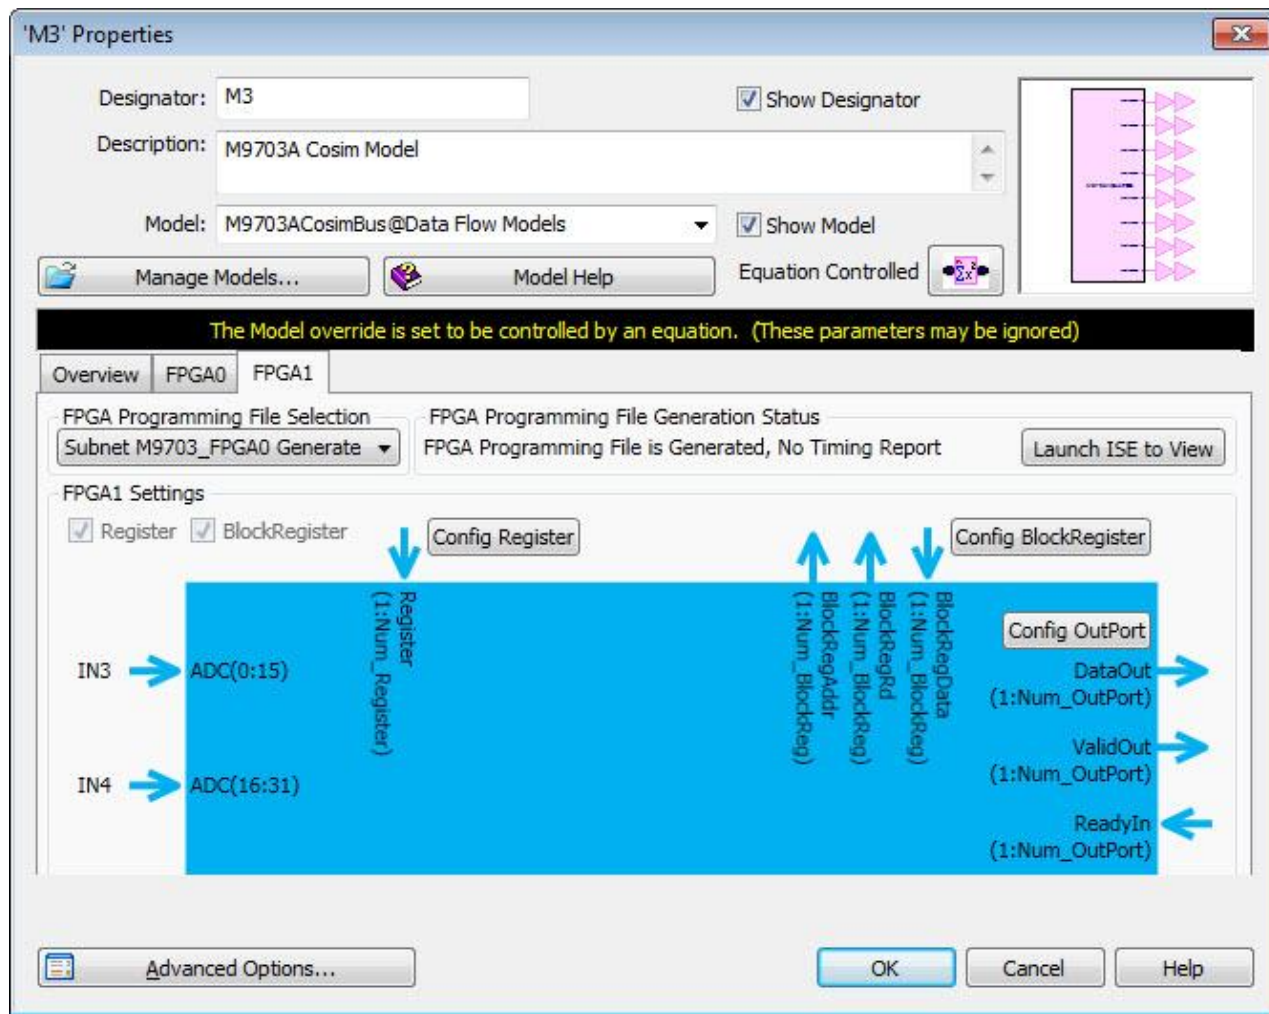 'M3' Properties
Designator: M3
Show Designator
Description: M9703A Cosim Model
Model: M9703ACosimBus@Data Flow Models
Show Model
Manage Models...
Model Help
Equation Controlled
The Model override is set to be controlled by an equation. (These parameters may be ignored)
Overview FPGA0 FPGA1
FPGA Programming File Selection
Subnet M9703_FPGA0 Generate
FPGA Programming File Generation Status
FPGA Programming File is Generated, No Timing Report
Launch ISE to View
FPGA1 Settings
Register BlockRegister
Config Register
Config BlockRegister
Register
(1:Num_Register)
BlockRegAddr
(1:Num_BlockReg)
BlockRegRd
(1:Num_BlockReg)
BlockRegData
(1:Num_BlockReg)
Config OutPort
IN3 ADC(0:15)
DataOut
(1:Num_OutPort)
ValidOut
(1:Num_OutPort)
IN4 ADC(16:31)
ReadyIn
(1:Num_OutPort)
Advanced Options...
OK
Cancel
Help